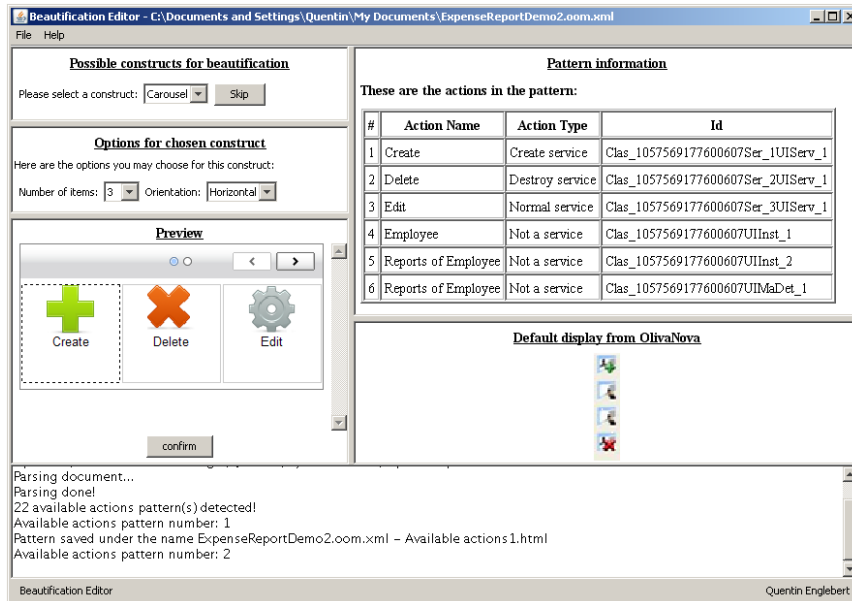 Beautification Editor - C:\Documents and Settings\Quentin\My Documents\ExpenseReportDemo2.oom.xml
File Help
Possible constructs for beautification
Please select a construct: Carousel Skip
Options for chosen construct
Here are the options you may choose for this construct:
Number of items: 3 Orientation: Horizontal
Preview
< >
Create Delete Edit
confirm
Pattern information
These are the actions in the pattern:
# Action Name Action Type Id
1 Create Create service Clas_1057569177600607Ser_1UIServ_1
2 Delete Destroy service Clas_1057569177600607Ser_2UIServ_1
3 Edit Normal service Clas_1057569177600607Ser_3UIServ_1
4 Employee Not a service Clas_1057569177600607UIInst_1
5 Reports of Employee Not a service Clas_1057569177600607UIInst_2
6 Reports of Employee Not a service Clas_1057569177600607UIMaDet_1
Default display from OlivaNova
Parsing document...
Parsing done!
22 available actions pattern(s) detected!
Available actions pattern number: 1
Pattern saved under the name ExpenseReportDemo2.oom.xml – Available actions1.html
Available actions pattern number: 2
Beautification Editor Quentin Englebert